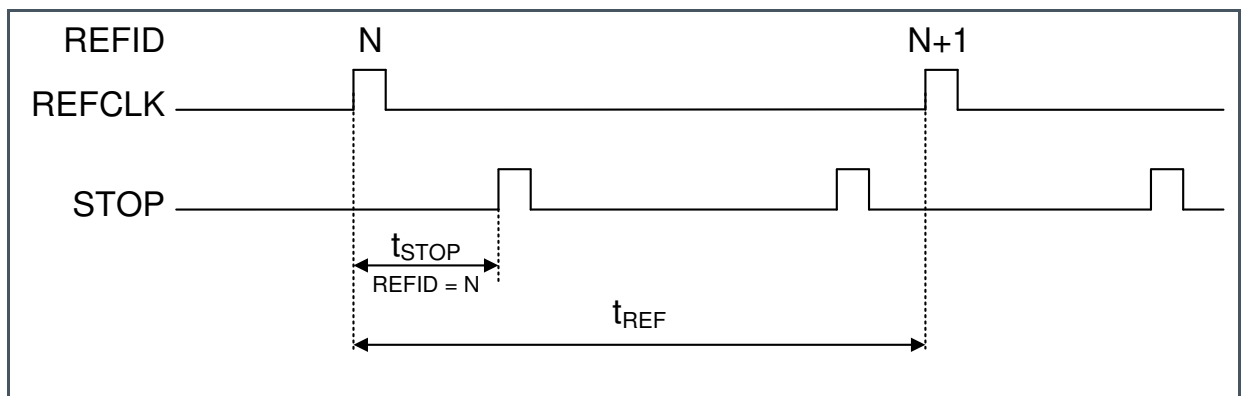 REFID N N+1
REFCLK
STOP
tSTOP
REFID = N
tREF